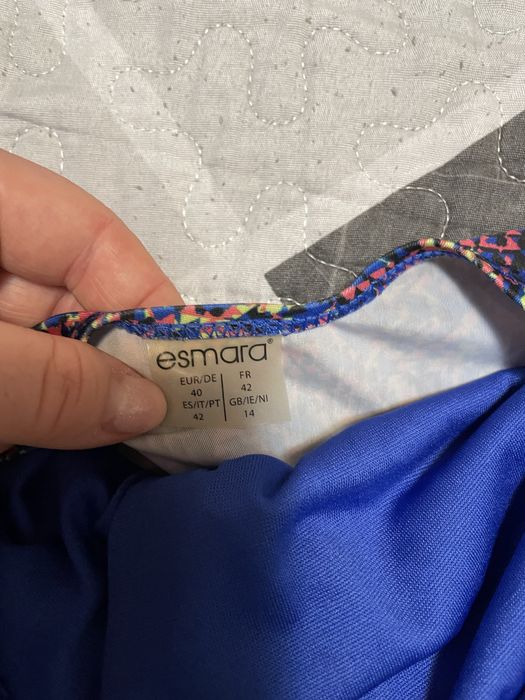 esmara®
EUR/DE FR
40 42
ES/IT/PT GB/IE/NI
42 14